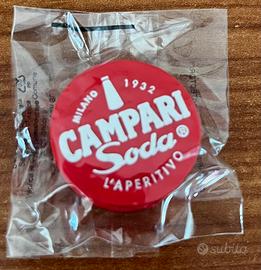 MILANO 1932
CAMPARI
Soda®
L'APERITIVO
subito